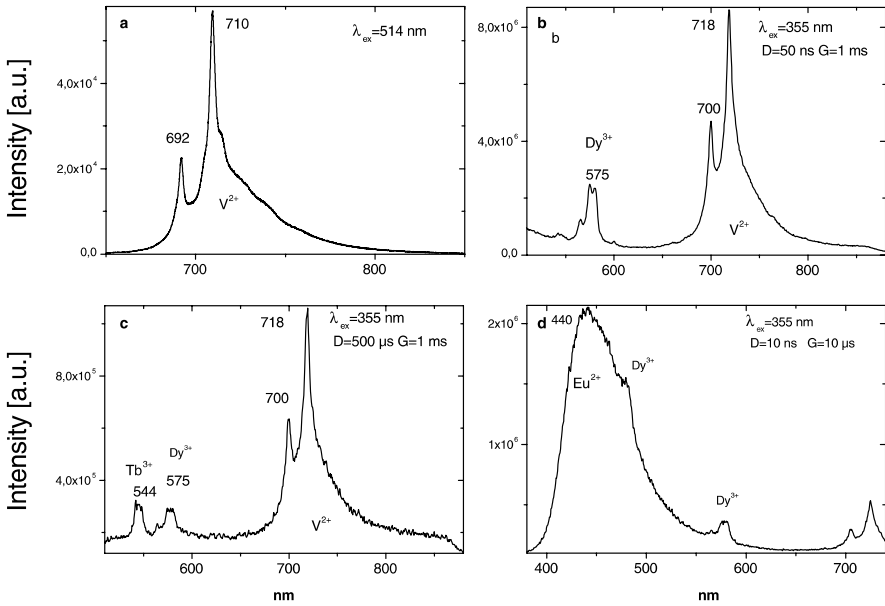 a
710
λex=514 nm
692
V2+
4,0x10^4
2,0x10^4
0,0
700
800
Intensity [a.u.]
b
b
718
λex=355 nm
D=50 ns G=1 ms
700
Dy3+
575
V2+
8,0x10^6
4,0x10^6
0,0
600
700
800
c
718
λex=355 nm
D=500 µs G=1 ms
700
Tb3+
544
Dy3+
575
V2+
8,0x10^5
4,0x10^5
600
700
800
nm
Intensity [a.u.]
d
440
λex=355 nm
D=10 ns G=10 µs
Eu2+
Dy3+
Dy3+
2x10^6
1x10^6
400
500
600
700
nm